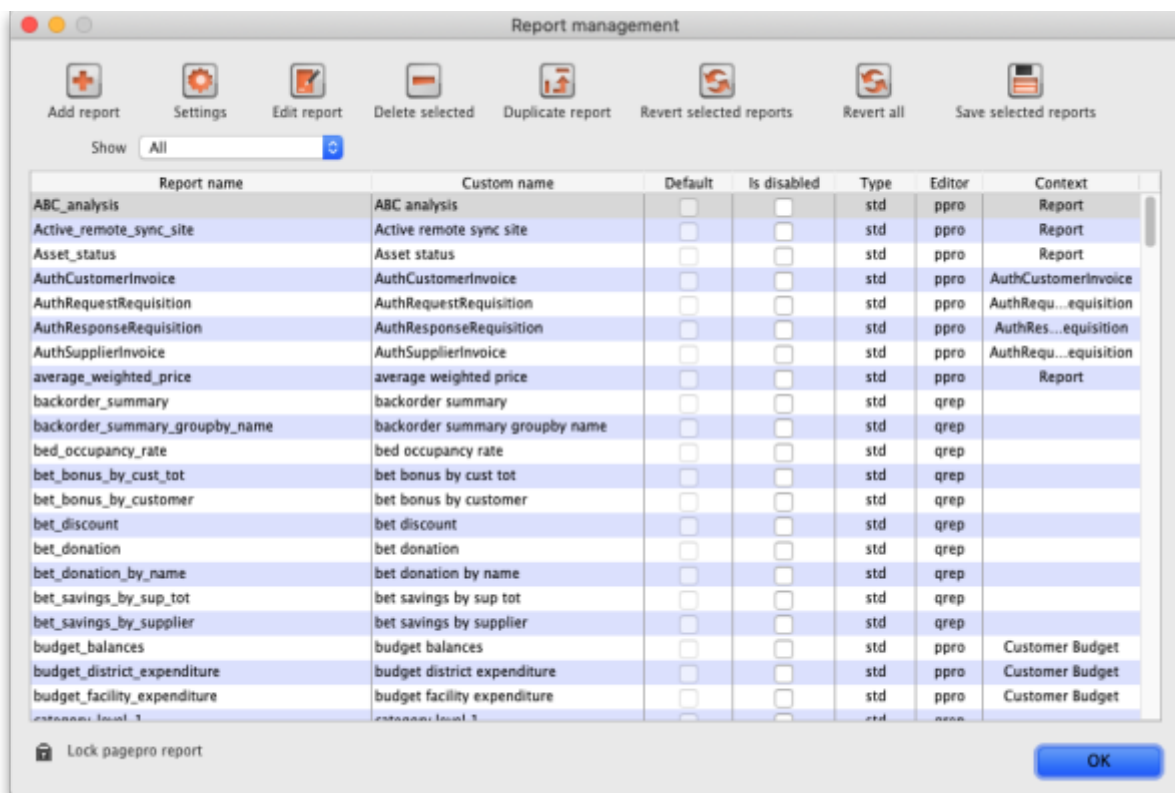 Report management
Add report Settings Edit report Delete selected Duplicate report Revert selected reports Revert all Save selected reports
Show All
Report name Custom name Default Is disabled Type Editor Context
ABC_analysis ABC analysis std ppro Report
Active_remote_sync_site Active remote sync site std ppro Report
Asset_status Asset status std ppro Report
AuthCustomerInvoice AuthCustomerInvoice std ppro AuthCustomerInvoice
AuthRequestRequisition AuthRequestRequisition std ppro AuthRequ...equisition
AuthResponseRequisition AuthResponseRequisition std ppro AuthRes...equisition
AuthSupplierInvoice AuthSupplierInvoice std ppro AuthRequ...equisition
average_weighted_price average weighted price std ppro Report
backorder_summary backorder summary std qrep
backorder_summary_groupby_name backorder summary groupby name std qrep
bed_occupancy_rate bed occupancy rate std qrep
bet_bonus_by_cust_tot bet bonus by cust tot std qrep
bet_bonus_by_customer bet bonus by customer std qrep
bet_discount bet discount std qrep
bet_donation bet donation std qrep
bet_donation_by_name bet donation by name std qrep
bet_savings_by_sup_tot bet savings by sup tot std qrep
bet_savings_by_supplier bet savings by supplier std qrep
budget_balances budget balances std ppro Customer Budget
budget_district_expenditure budget district expenditure std ppro Customer Budget
budget_facility_expenditure budget facility expenditure std ppro Customer Budget
category_level_1 category level 1 std qrep
Lock pagepro report
OK